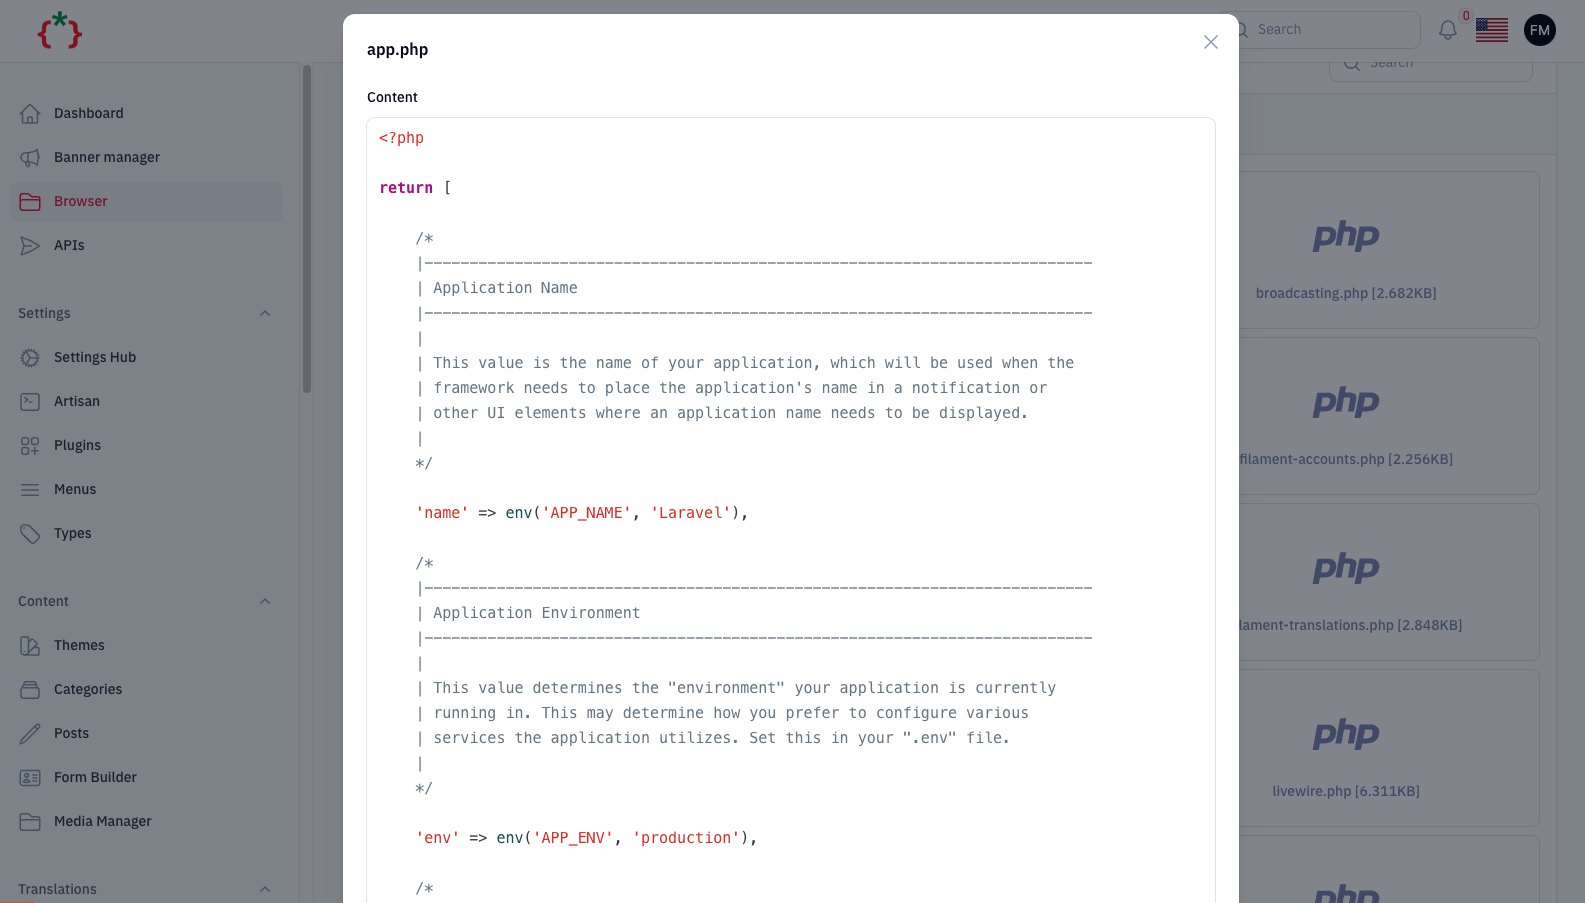 Search
0
FM
Dashboard
Banner manager
Browser
APIs
Settings
Settings Hub
Artisan
Plugins
Menus
Types
Content
Themes
Categories
Posts
Form Builder
Media Manager
Translations
app.php
Content
<?php
return [
/*
|--------------------------------------------------------------------------
| Application Name
|--------------------------------------------------------------------------
|
| This value is the name of your application, which will be used when the
| framework needs to place the application's name in a notification or
| other UI elements where an application name needs to be displayed.
|
*/
'name' => env('APP_NAME', 'Laravel'),
/*
|--------------------------------------------------------------------------
| Application Environment
|--------------------------------------------------------------------------
|
| This value determines the "environment" your application is currently
| running in. This may determine how you prefer to configure various
| services the application utilizes. Set this in your ".env" file.
|
*/
'env' => env('APP_ENV', 'production'),
/*
Search
php
broadcasting.php [2.682KB]
php
filament-accounts.php [2.256KB]
php
lament-translations.php [2.848KB]
php
livewire.php [6.311KB]
php